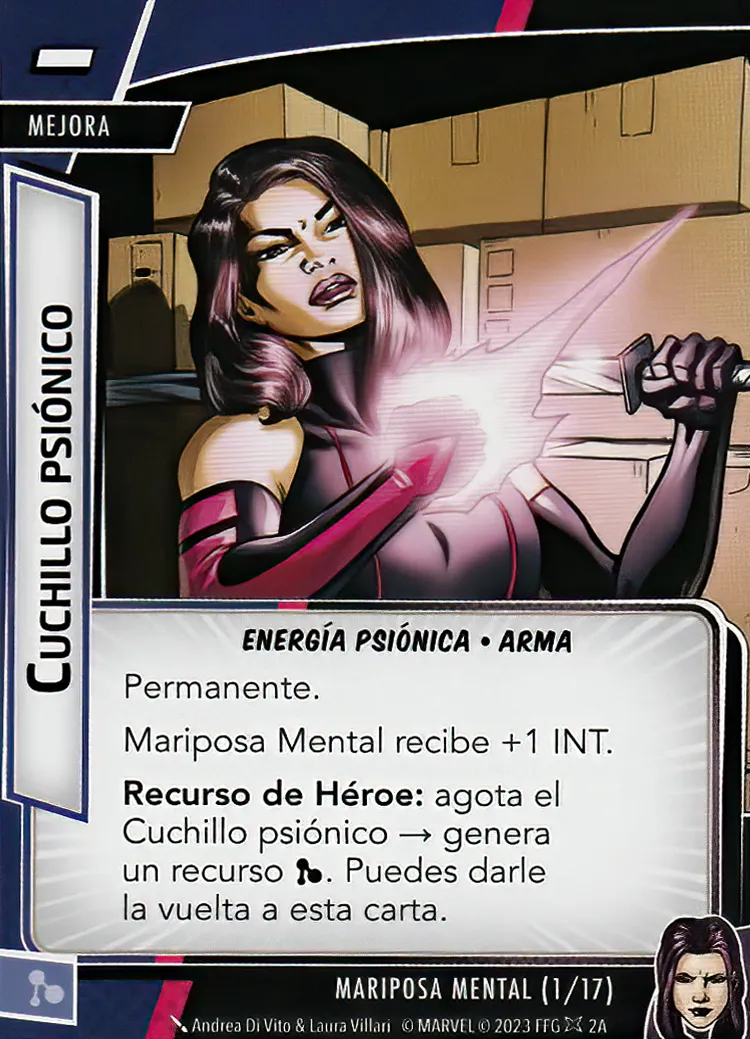 MEJORA
CUCHILLO PSIÓNICO
ENERGÍA PSIÓNICA • ARMA
Permanente.
Mariposa Mental recibe +1 INT.
Recurso de Héroe: agota el
Cuchillo psiónico → genera
un recurso . Puedes darle
la vuelta a esta carta.
MARIPOSA MENTAL (1/17)
Andrea Di Vito & Laura Villari © MARVEL © 2023 FFG 2A